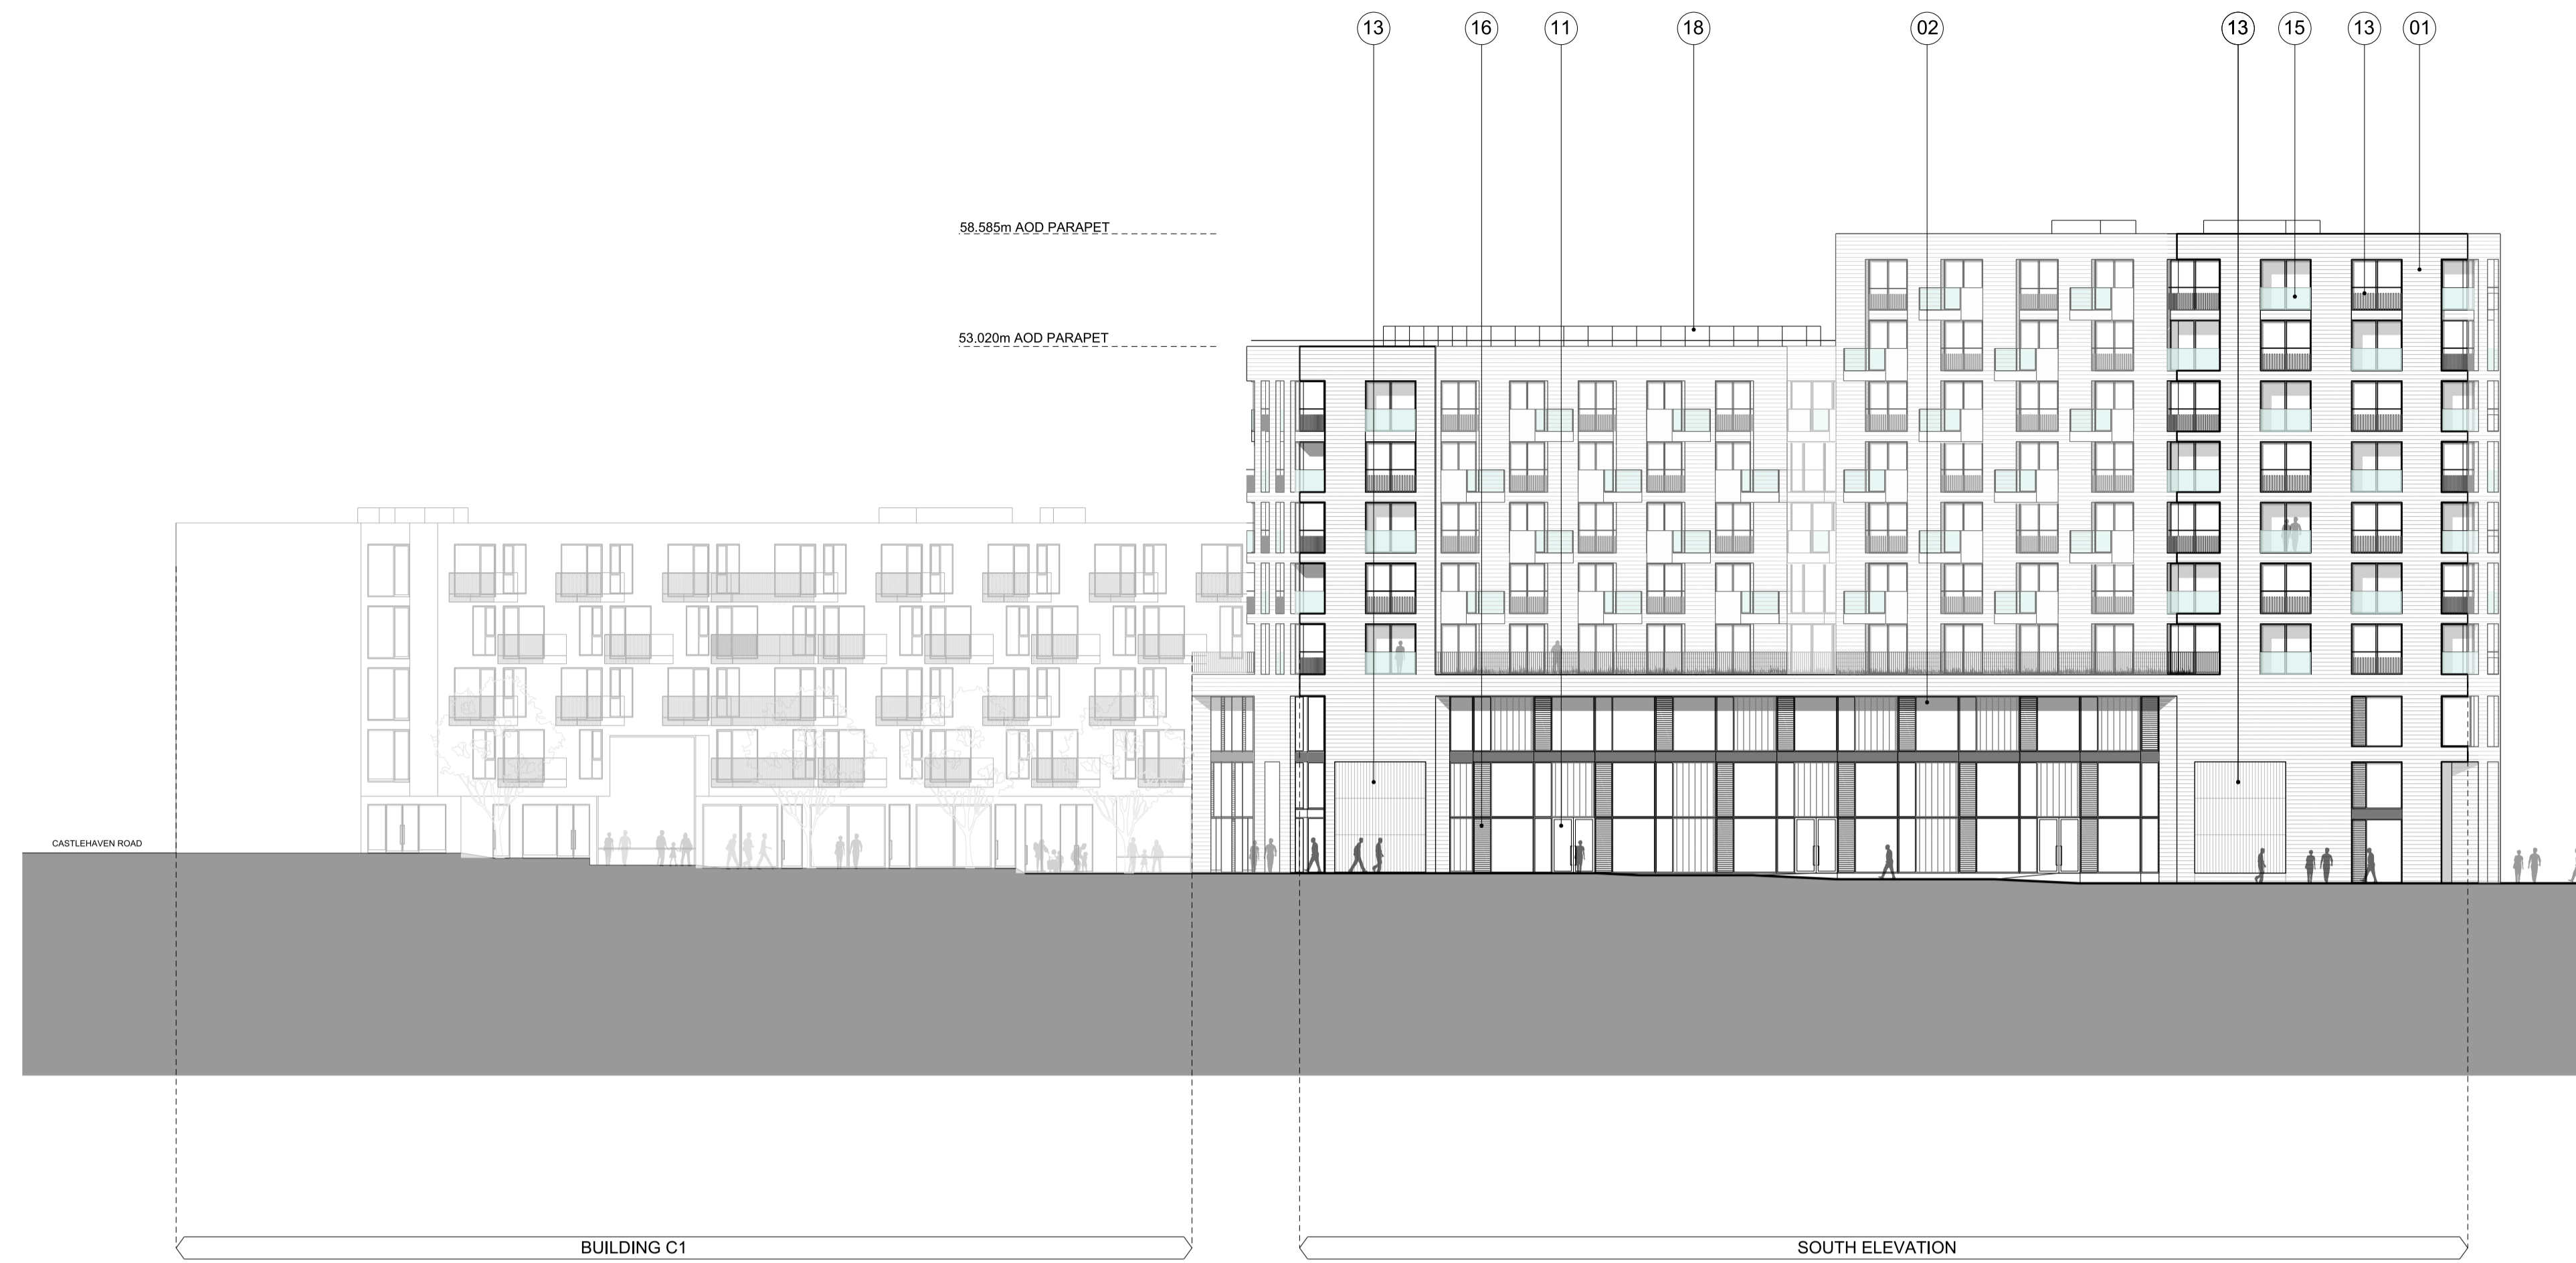 13 16 11 18 02 13 15 13 01
58.585m AOD PARAPET
53.020m AOD PARAPET
CASTLEHAVEN ROAD
BUILDING C1
SOUTH ELEVATION